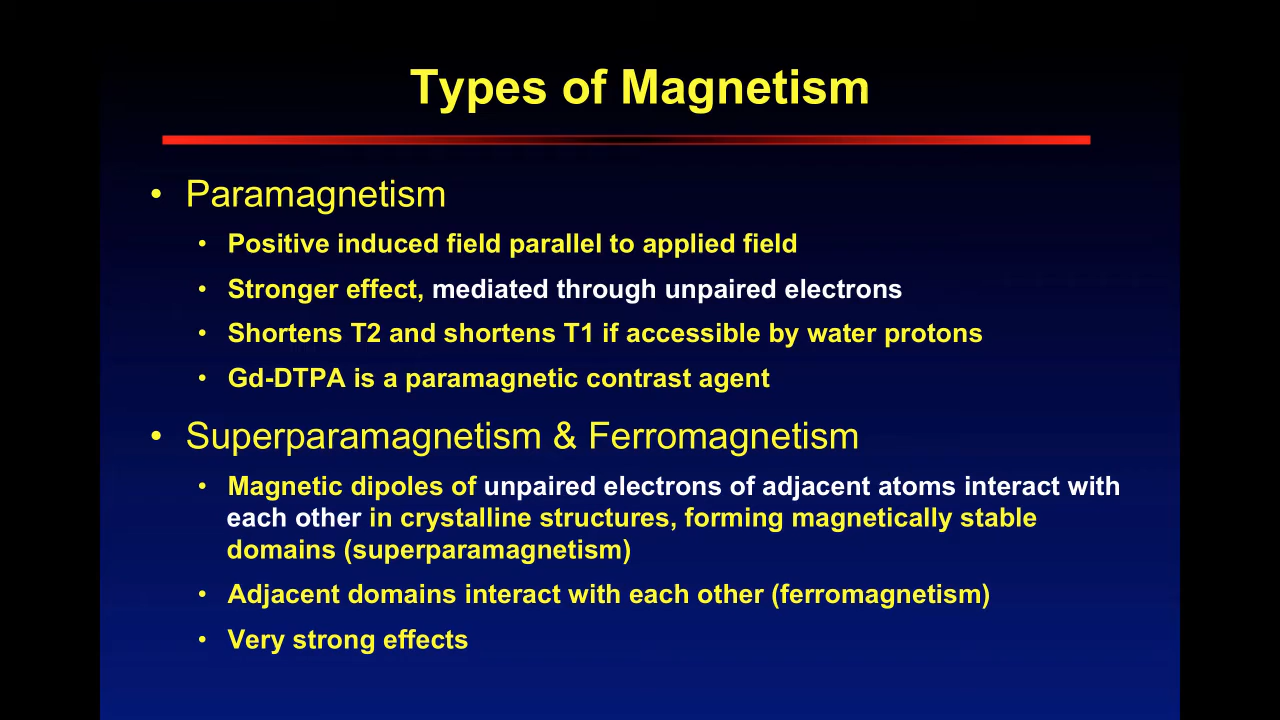 Types of Magnetism
• Paramagnetism
• Positive induced field parallel to applied field
• Stronger effect, mediated through unpaired electrons
• Shortens T2 and shortens T1 if accessible by water protons
• Gd-DTPA is a paramagnetic contrast agent
• Superparamagnetism & Ferromagnetism
• Magnetic dipoles of unpaired electrons of adjacent atoms interact with
each other in crystalline structures, forming magnetically stable
domains (superparamagnetism)
• Adjacent domains interact with each other (ferromagnetism)
• Very strong effects